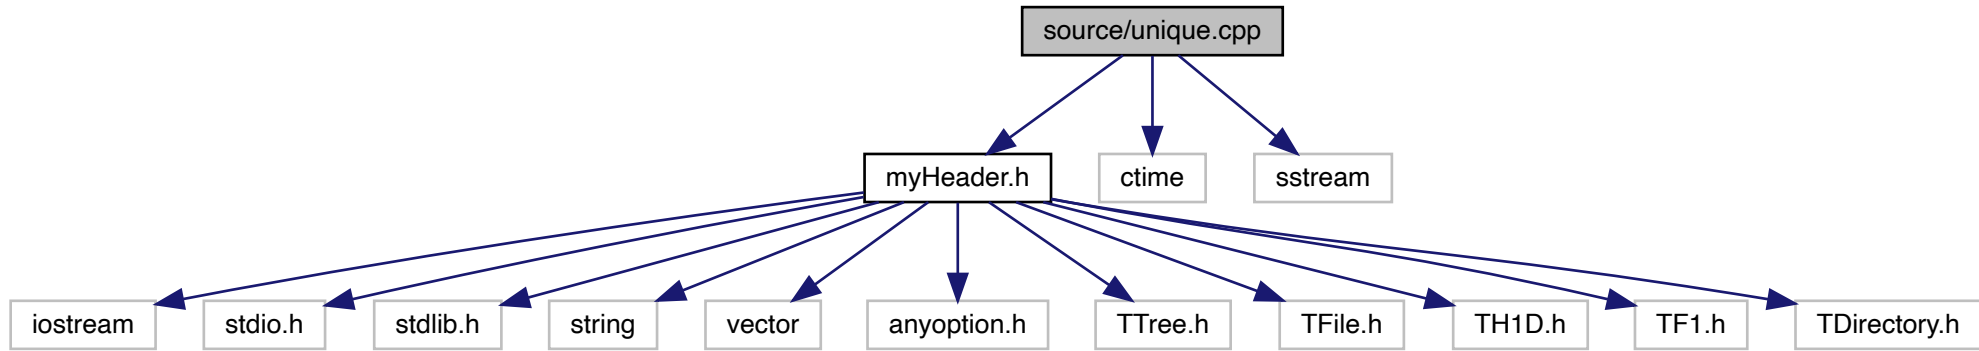 source/unique.cpp
myHeader.h
ctime
sstream
iostream
stdio.h
stdlib.h
string
vector
anyoption.h
TTree.h
TFile.h
TH1D.h
TF1.h
TDirectory.h